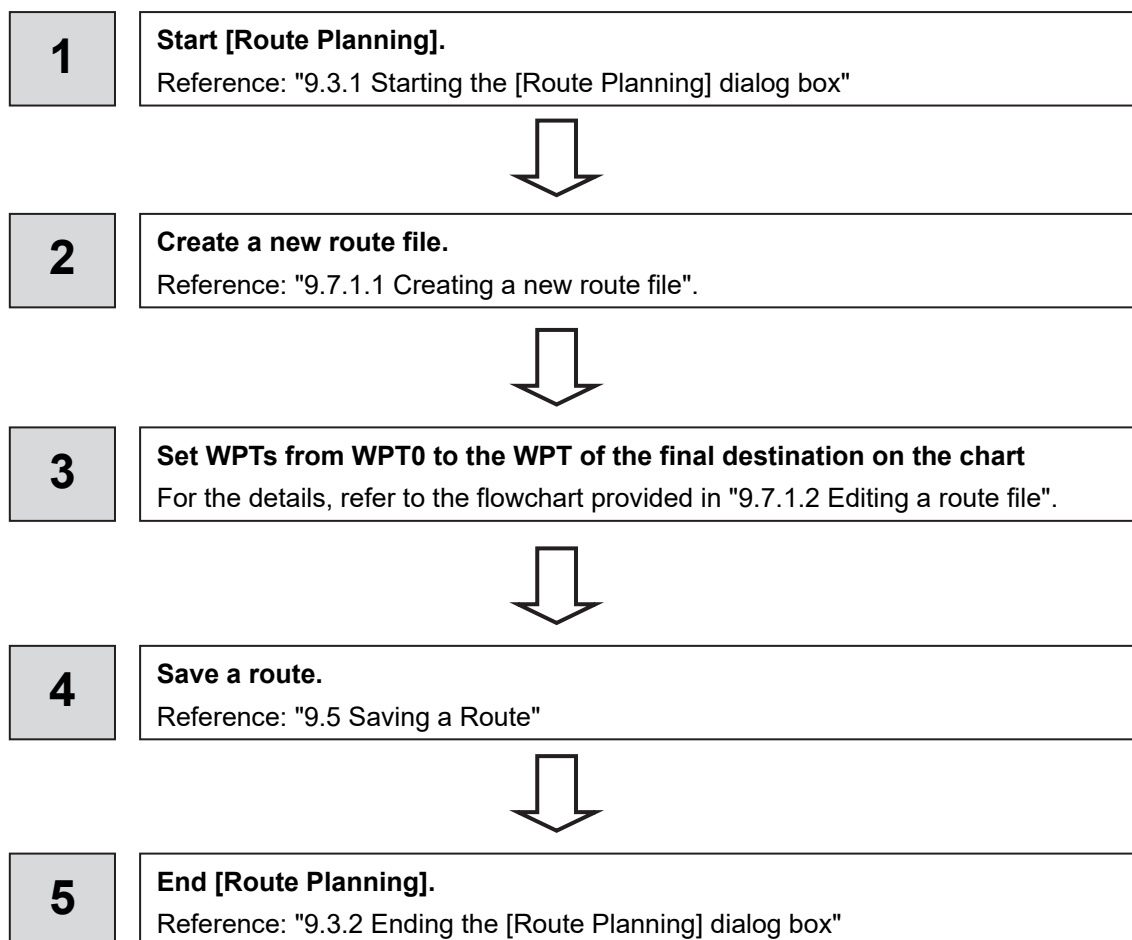 1
Start [Route Planning].
Reference: "9.3.1 Starting the [Route Planning] dialog box"
2
Create a new route file.
Reference: "9.7.1.1 Creating a new route file".
3
Set WPTs from WPT0 to the WPT of the final destination on the chart
For the details, refer to the flowchart provided in "9.7.1.2 Editing a route file".
4
Save a route.
Reference: "9.5 Saving a Route"
5
End [Route Planning].
Reference: "9.3.2 Ending the [Route Planning] dialog box"